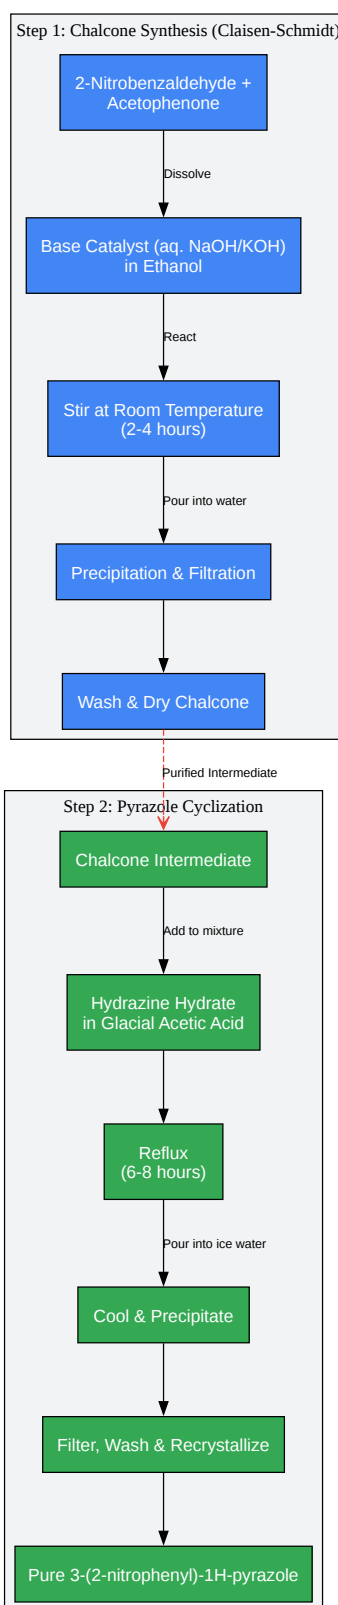 Step 1: Chalcone Synthesis (Claisen-Schmidt)
2-Nitrobenzaldehyde +
Acetophenone
Dissolve
Base Catalyst (aq. NaOH/KOH)
in Ethanol
React
Stir at Room Temperature
(2-4 hours)
Pour into water
Precipitation & Filtration
Wash & Dry Chalcone
Purified Intermediate
Step 2: Pyrazole Cyclization
Chalcone Intermediate
Add to mixture
Hydrazine Hydrate
in Glacial Acetic Acid
Reflux
(6-8 hours)
Pour into ice water
Cool & Precipitate
Filter, Wash & Recrystallize
Pure 3-(2-nitrophenyl)-1H-pyrazole